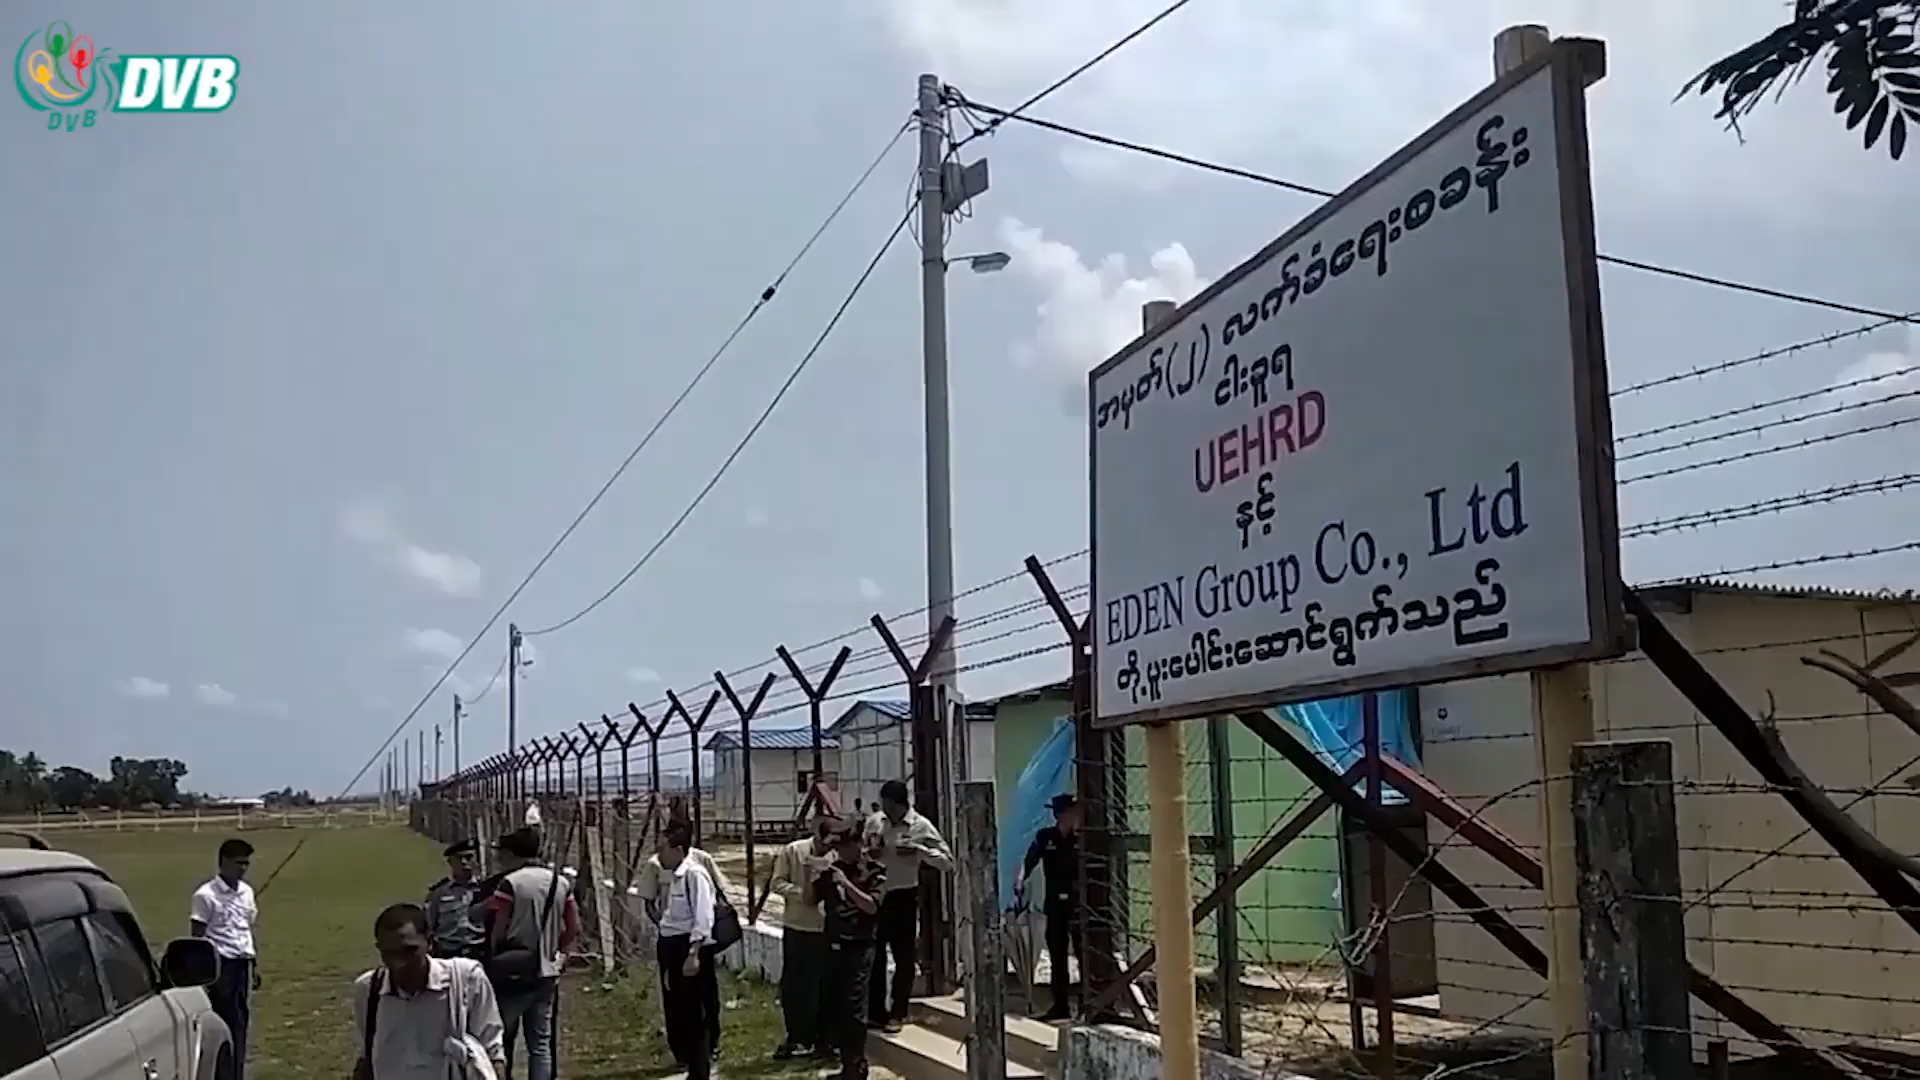 DVB
DVB
အမှတ်(၂) လက်ခံရေးစခန်း
ငါးခူရ
UEHRD
နှင့်
EDEN Group Co., Ltd
တို့ပူးပေါင်းဆောင်ရွက်သည်